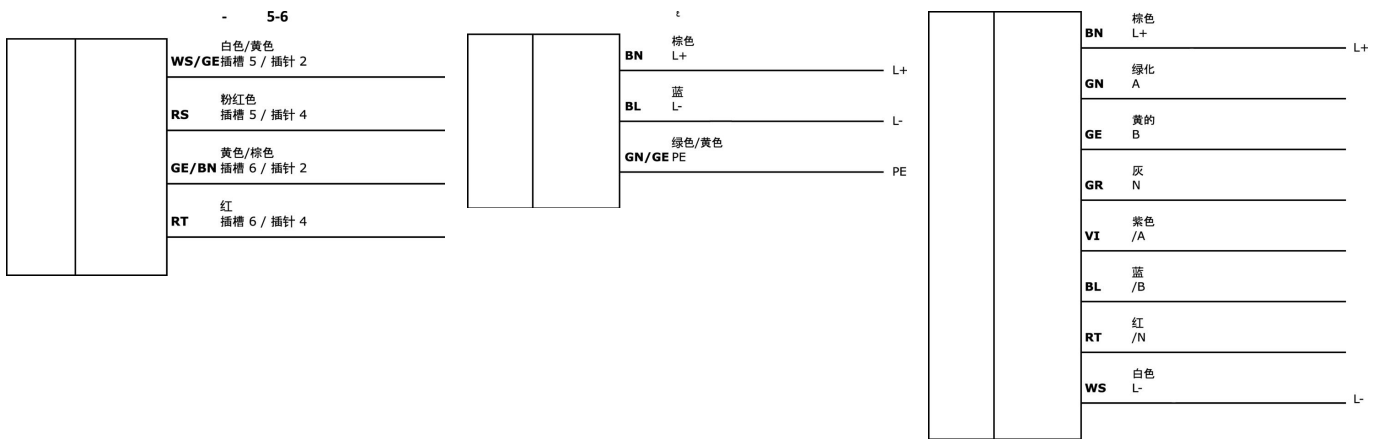 - 5-6
白色/黄色
WS/GE 插槽 5 / 插针 2
粉红色
RS 插槽 5 / 插针 4
黄色/棕色
GE/BN 插槽 6 / 插针 2
红
RT 插槽 6 / 插针 4
棕色
BN L+
L+
蓝
BL L-
L-
绿色/黄色
GN/GE PE
PE
棕色
BN L+
L+
绿化
GN A
黄的
GE B
灰
GR N
紫色
VI /A
蓝
BL /B
红
RT /N
白色
WS L-
L-